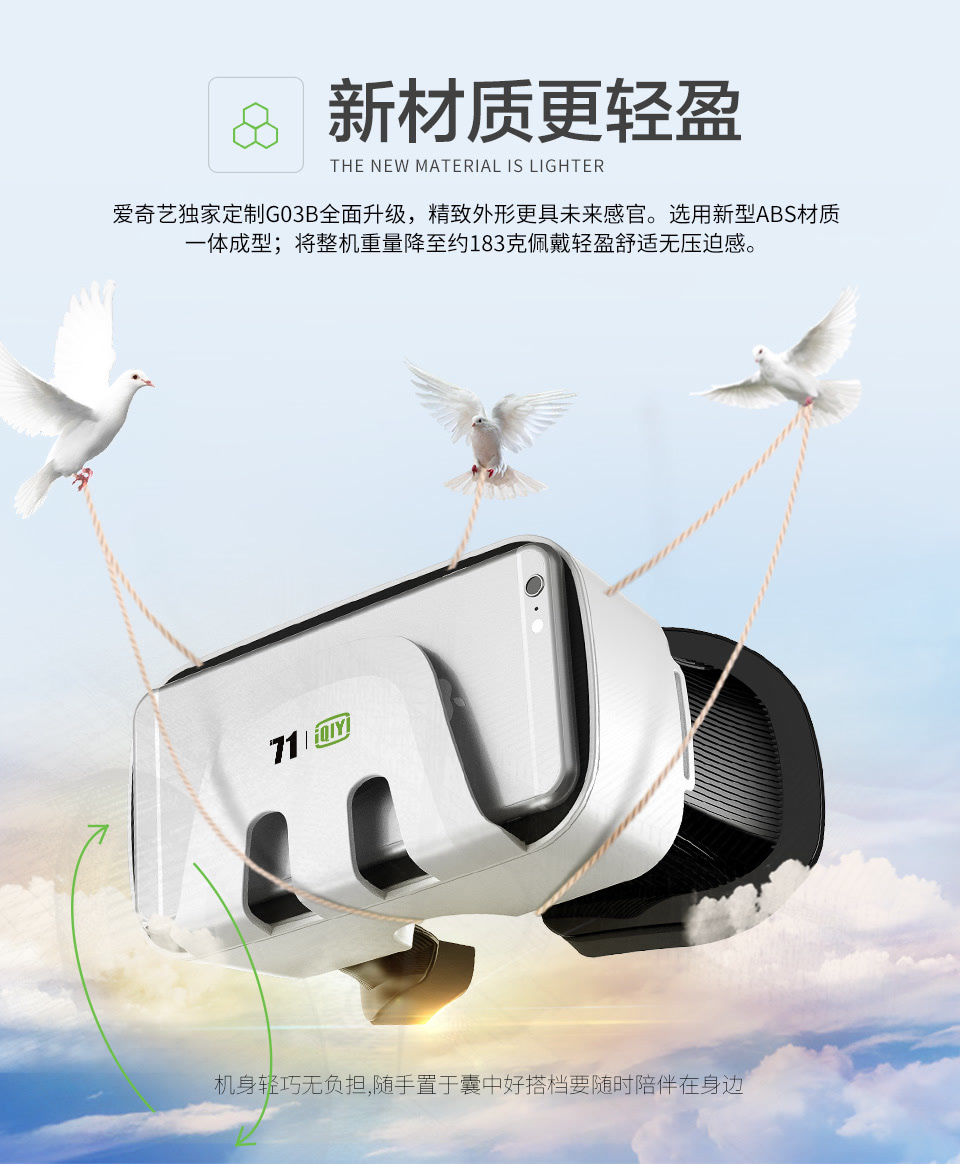 新材质更轻盈
THE NEW MATERIAL IS LIGHTER
爱奇艺独家定制G03B全面升级，精致外形更具未来感官。选用新型ABS材质
一体成型；将整机重量降至约183克佩戴轻盈舒适无压迫感。
71 | iQIYI
机身轻巧无负担,随手置于囊中好搭档要随时陪伴在身边